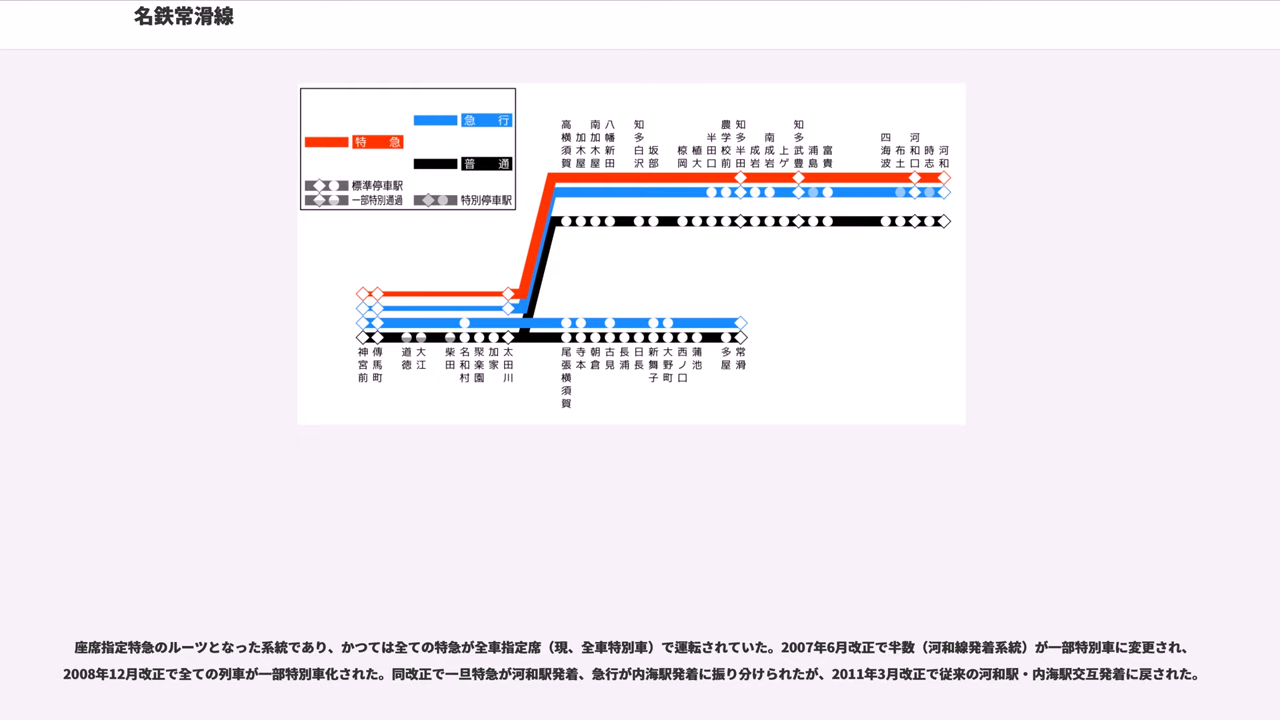 名鉄常滑線
急 行
特 急
普 通
標準停車駅
一部特別通過
特別停車駅
高横須賀
加木屋
南加木屋
八幡新田
知多白沢
坂部
椋岡
植大
半田口
農学校前
知多半田
成岩
南成岩
上ゲ
知多武豊
浦島
富貴
四海波
布土
河和口
時志
河和
神宮前
傳馬町
道徳
大江
柴田
名和村
聚楽園
加家
太田川
尾張横須賀
寺本
朝倉
古見
長浦
日長
新舞子
大野町
西ノ口
蒲池
多屋
常滑
座席指定特急のルーツとなった系統であり、かつては全ての特急が全車指定席（現、全車特別車）で運転されていた。2007年6月改正で半数（河和線発着系統）が一部特別車に変更され、
2008年12月改正で全ての列車が一部特別車化された。同改正で一旦特急が河和駅発着、急行が内海駅発着に振り分けられたが、2011年3月改正で従来の河和駅・内海駅交互発着に戻された。